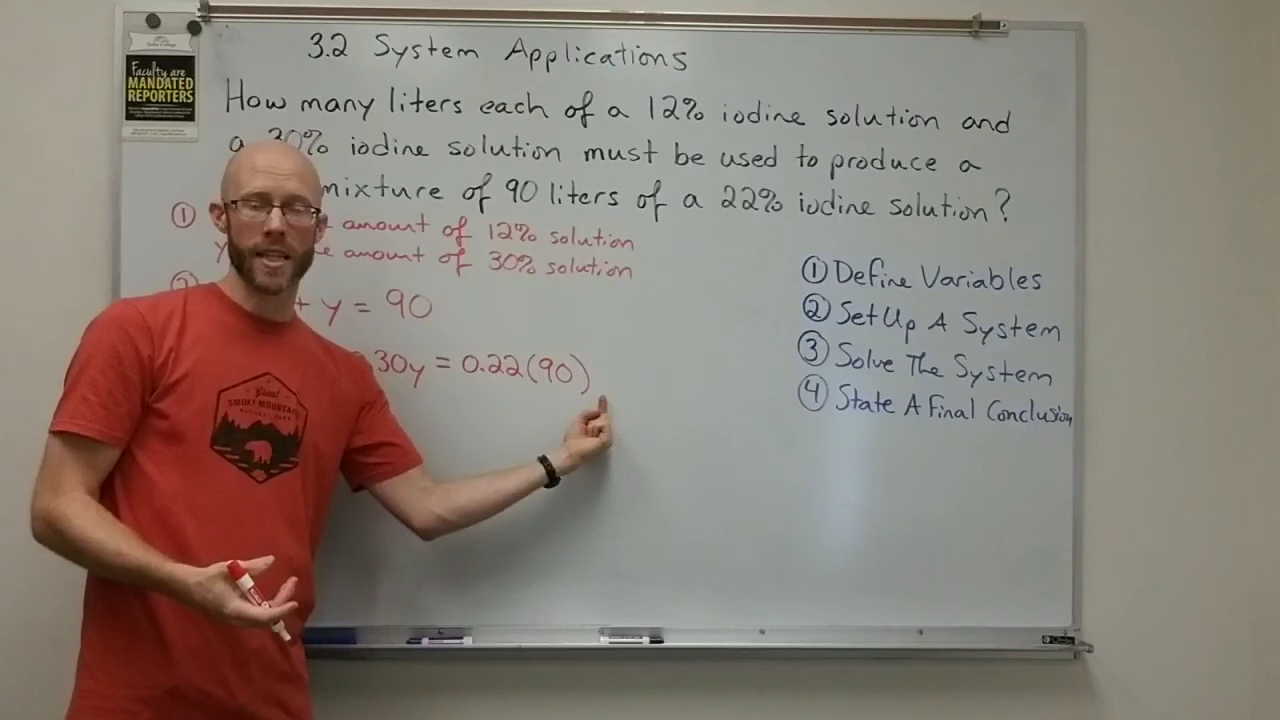 3.2 System Applications
How many liters each of a 12% iodine solution and
a 30% iodine solution must be used to produce a
mixture of 90 liters of a 22% iodine solution?
① amount of 12% solution
y amount of 30% solution
②
+ y = 90
30y = 0.22(90)
① Define Variables
② Set Up A System
③ Solve The System
④ State A Final Conclusion
Faculty are
MANDATED
REPORTERS
Great
SMOKY MOUNTAIN